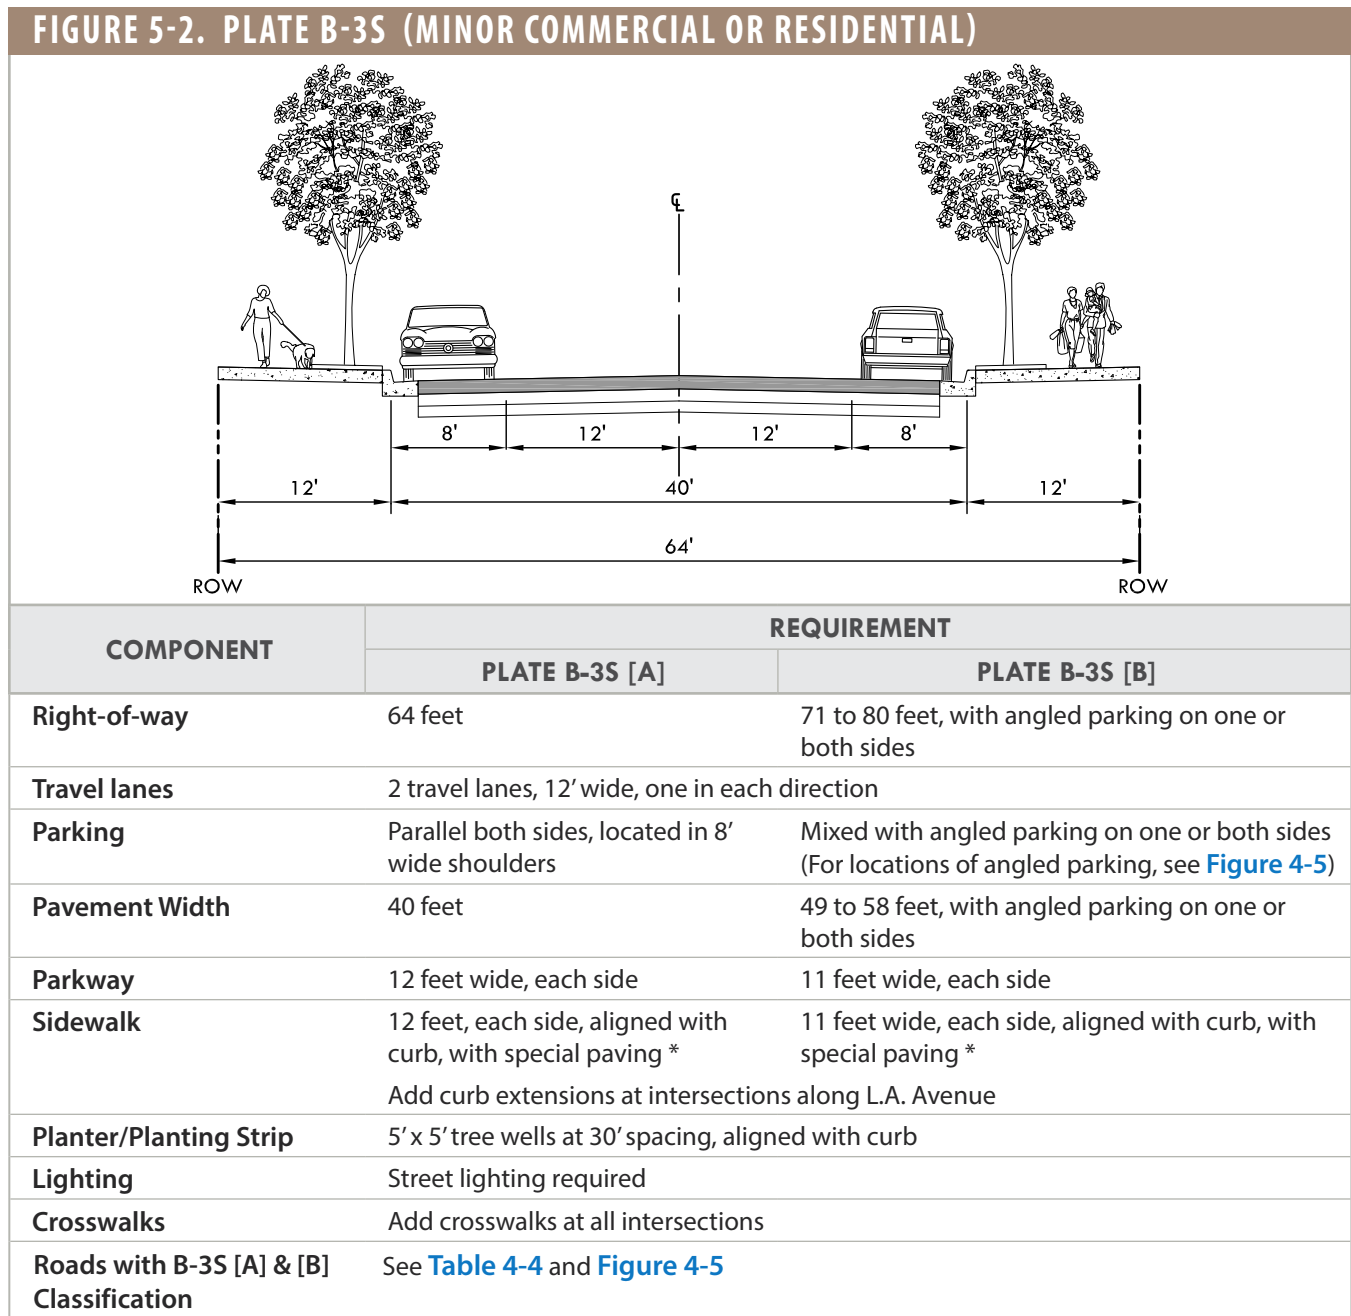 FIGURE 5-2. PLATE B-3S (MINOR COMMERCIAL OR RESIDENTIAL)
℄
8' 12' 12' 8'
12' 40' 12'
64'
ROW ROW
COMPONENT
REQUIREMENT
PLATE B-3S [A] PLATE B-3S [B]
Right-of-way
64 feet
71 to 80 feet, with angled parking on one or
both sides
Travel lanes
2 travel lanes, 12' wide, one in each direction
Parking
Parallel both sides, located in 8'
wide shoulders
Mixed with angled parking on one or both sides
(For locations of angled parking, see Figure 4-5)
Pavement Width
40 feet
49 to 58 feet, with angled parking on one or
both sides
Parkway
12 feet wide, each side
11 feet wide, each side
Sidewalk
12 feet, each side, aligned with
curb, with special paving *
11 feet wide, each side, aligned with curb, with
special paving *
Add curb extensions at intersections along L.A. Avenue
Planter/Planting Strip
5' x 5' tree wells at 30' spacing, aligned with curb
Lighting
Street lighting required
Crosswalks
Add crosswalks at all intersections
Roads with B-3S [A] & [B]
Classification
See Table 4-4 and Figure 4-5